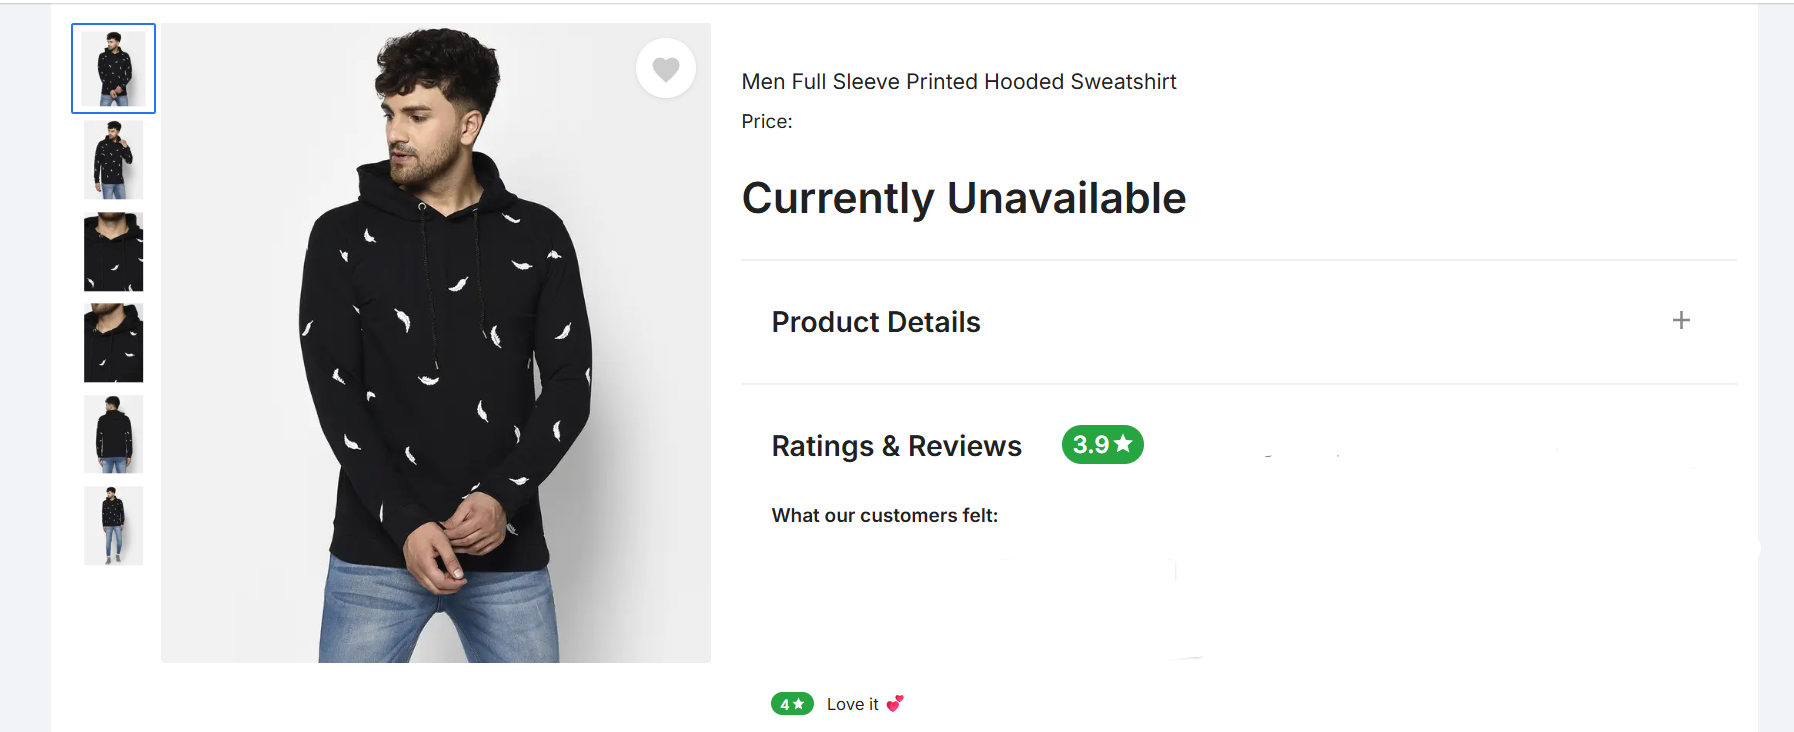 Men Full Sleeve Printed Hooded Sweatshirt
Price:
Currently Unavailable
Product Details
Ratings & Reviews 3.9★
What our customers felt:
4★ Love it 💕